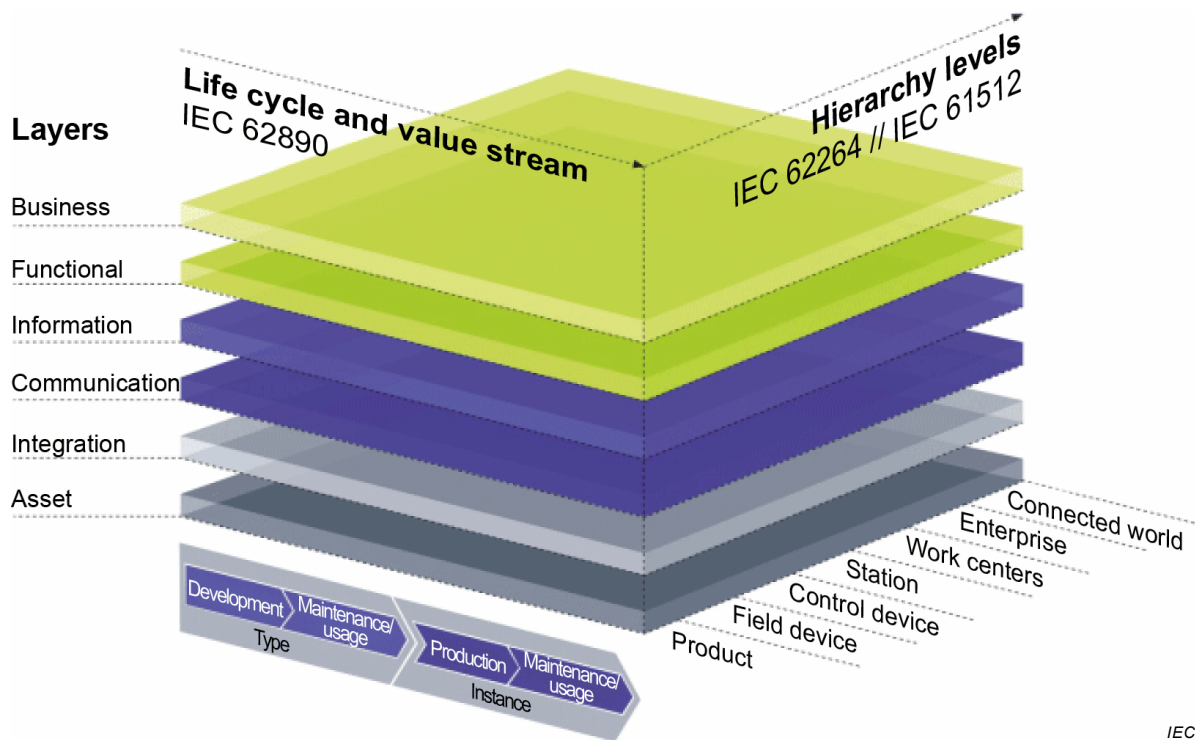 Life cycle and value stream
IEC 62890
Hierarchy levels
IEC 62264 // IEC 61512
Layers
Business
Functional
Information
Communication
Integration
Asset
Connected world
Enterprise
Work centers
Station
Control device
Field device
Product
Development
Maintenance/
usage
Type
Production
Maintenance/
usage
Instance
IEC